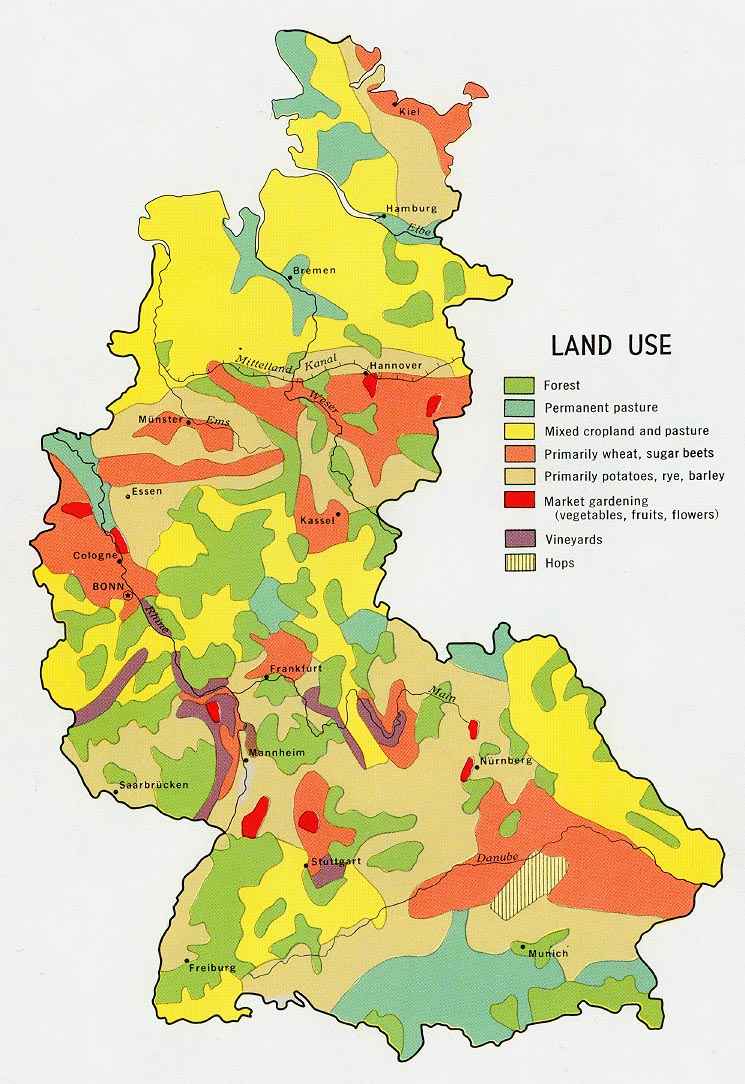 Kiel
Hamburg
Elbe
Bremen
Mittelland Kanal
Hannover
Weser
Münster
Ems
Essen
Kassel
Cologne
BONN
Rhine
Frankfurt
Main
Mannheim
Nürnberg
Saarbrücken
Stuttgart
Danube
Munich
Freiburg
LAND USE
Forest
Permanent pasture
Mixed cropland and pasture
Primarily wheat, sugar beets
Primarily potatoes, rye, barley
Market gardening
(vegetables, fruits, flowers)
Vineyards
Hops